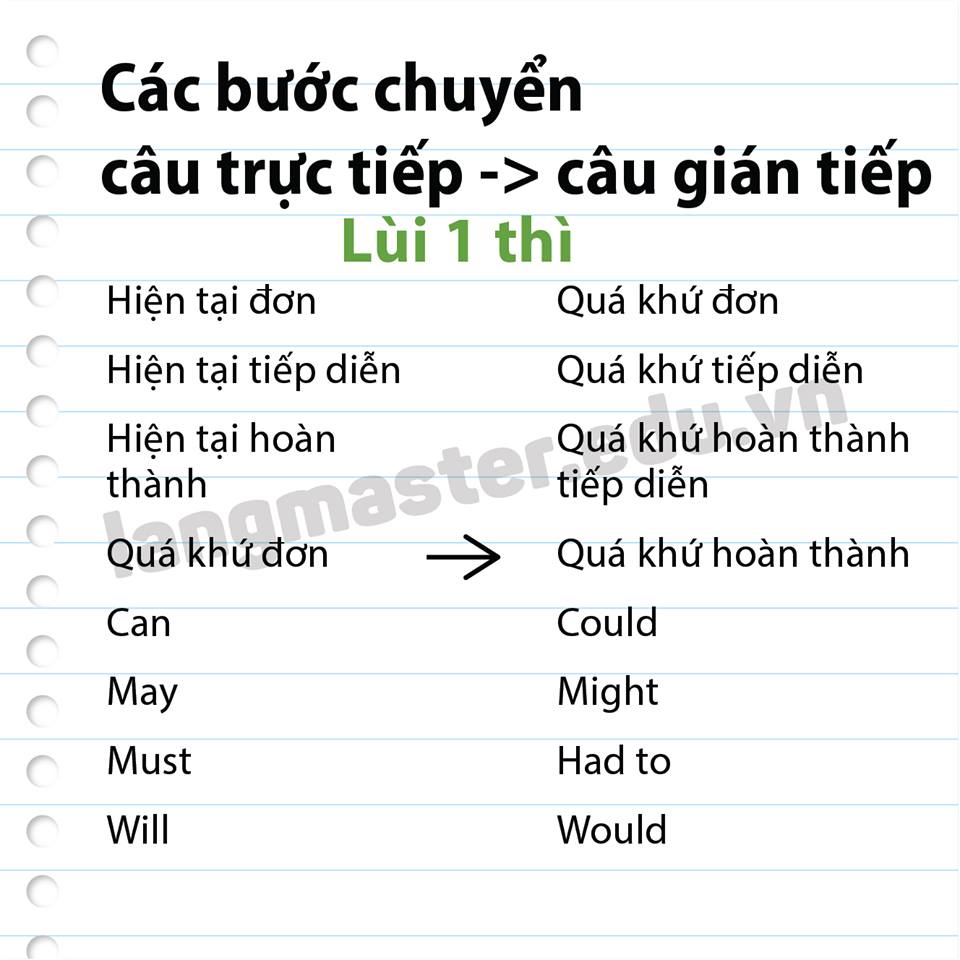 Các bước chuyển
câu trực tiếp -> câu gián tiếp
Lùi 1 thì
Hiện tại đơn Quá khứ đơn
Hiện tại tiếp diễn Quá khứ tiếp diễn
Hiện tại hoàn Quá khứ hoàn thành
thành tiếp diễn
Quá khứ đơn → Quá khứ hoàn thành
Can Could
May Might
Must Had to
Will Would
langmaster.edu.vn